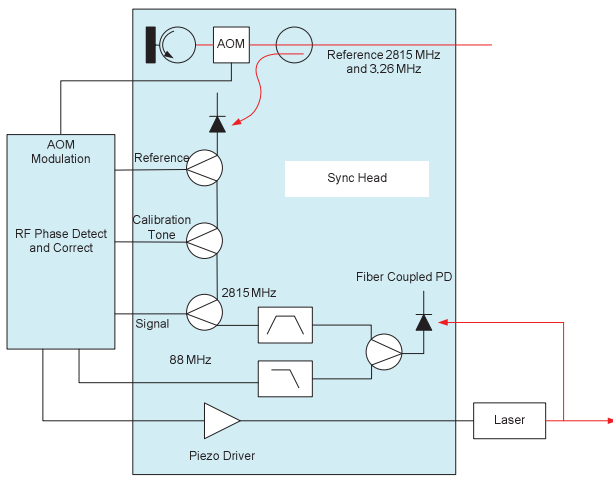 AOM
Reference 2815 MHz
and 3,26 MHz
AOM
Modulation
Reference
Sync Head
Calibration
Tone
RF Phase Detect
and Correct
Fiber Coupled PD
2815 MHz
Signal
88 MHz
Laser
Piezo Driver